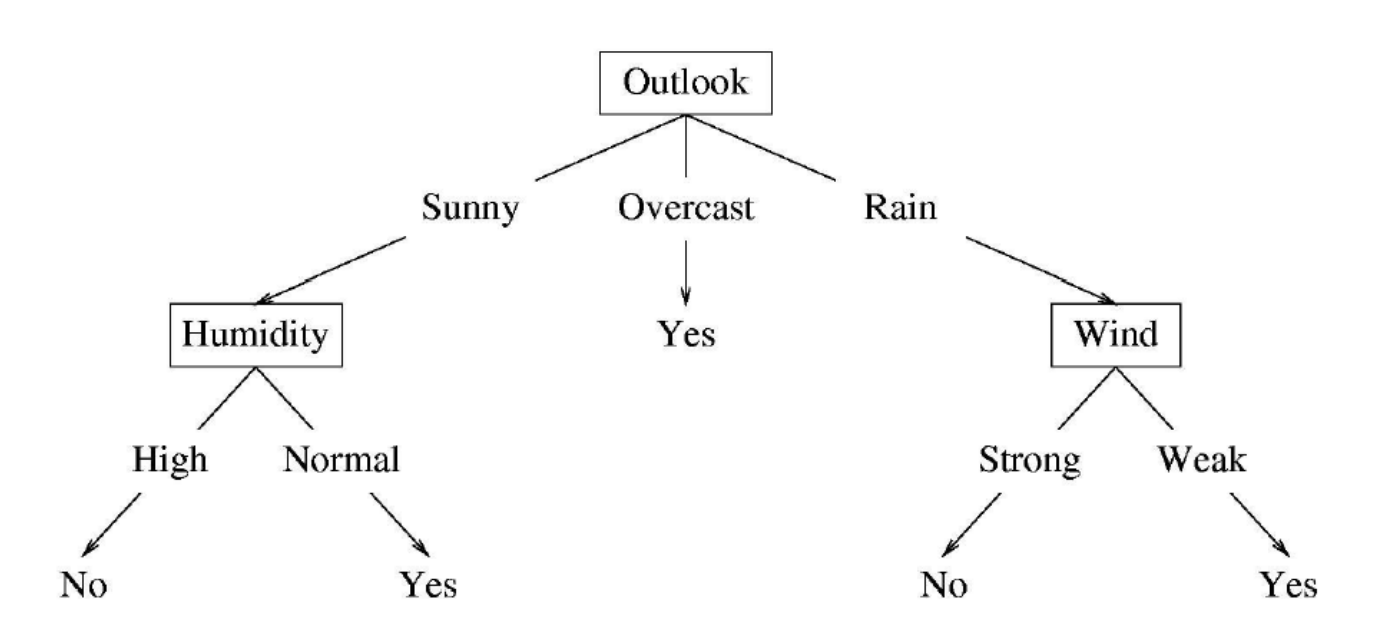 Outlook
Sunny Overcast Rain
Humidity Yes Wind
High Normal Strong Weak
No Yes No Yes